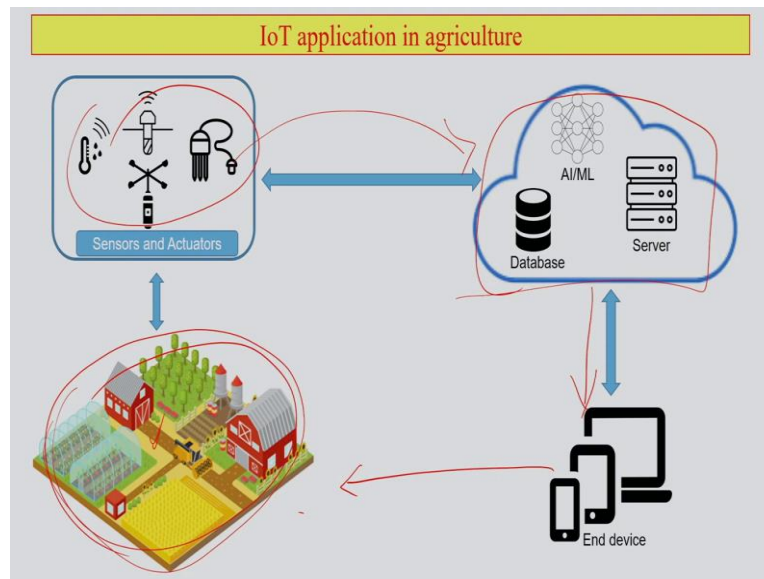 IoT application in agriculture
AI/ML
Server
Database
Sensors and Actuators
End device